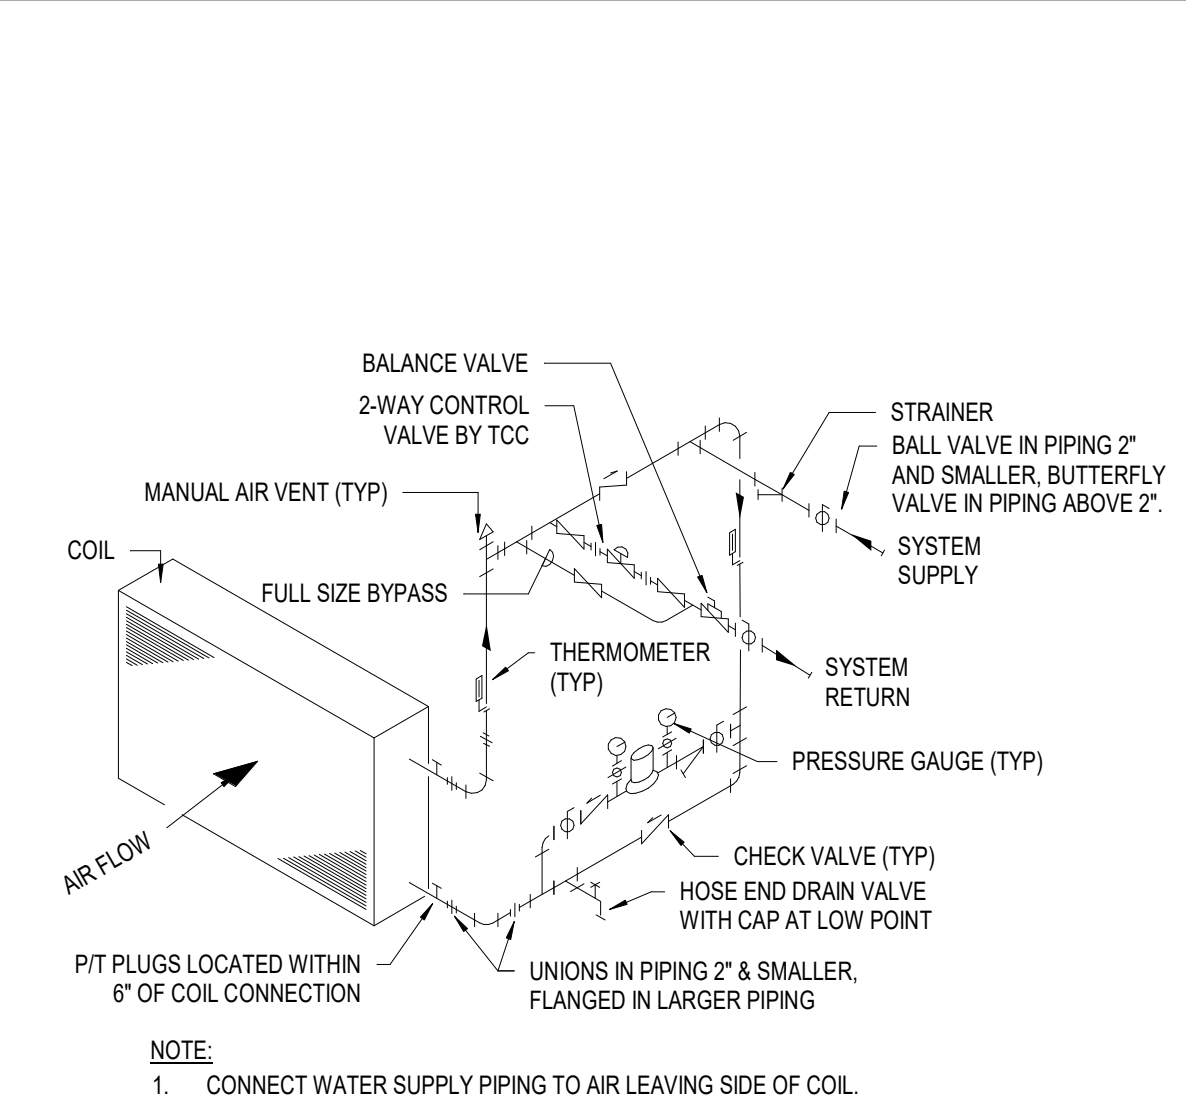 BALANCE VALVE
2-WAY CONTROL
VALVE BY TCC
STRAINER
BALL VALVE IN PIPING 2"
AND SMALLER, BUTTERFLY
VALVE IN PIPING ABOVE 2".
MANUAL AIR VENT (TYP)
COIL
SYSTEM
SUPPLY
FULL SIZE BYPASS
THERMOMETER
(TYP)
SYSTEM
RETURN
PRESSURE GAUGE (TYP)
AIR FLOW
CHECK VALVE (TYP)
HOSE END DRAIN VALVE
WITH CAP AT LOW POINT
P/T PLUGS LOCATED WITHIN
6" OF COIL CONNECTION
UNIONS IN PIPING 2" & SMALLER,
FLANGED IN LARGER PIPING
NOTE:
1. CONNECT WATER SUPPLY PIPING TO AIR LEAVING SIDE OF COIL.